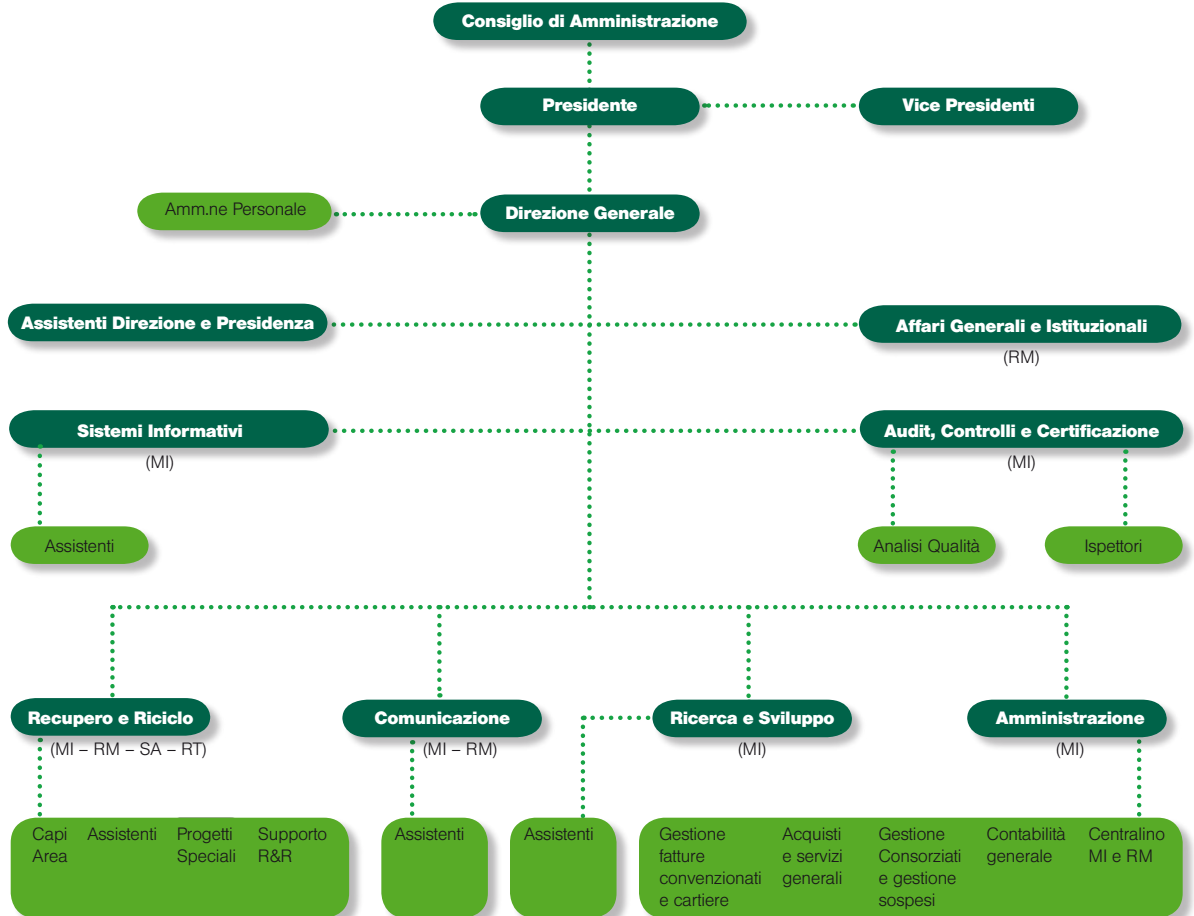 Consiglio di Amministrazione
Presidente
Vice Presidenti
Amm.ne Personale
Direzione Generale
Assistenti Direzione e Presidenza
Affari Generali e Istituzionali
(RM)
Sistemi Informativi
(MI)
Audit, Controlli e Certificazione
(MI)
Assistenti
Analisi Qualità
Ispettori
Recupero e Riciclo
(MI – RM – SA – RT)
Comunicazione
(MI – RM)
Ricerca e Sviluppo
(MI)
Amministrazione
(MI)
Capi
Area
Assistenti
Progetti
Speciali
Supporto
R&R
Assistenti
Assistenti
Gestione
fatture
convenzionati
e cartiere
Acquisti
e servizi
generali
Gestione
Consorziati
e gestione
sospesi
Contabilità
generale
Centralino
MI e RM